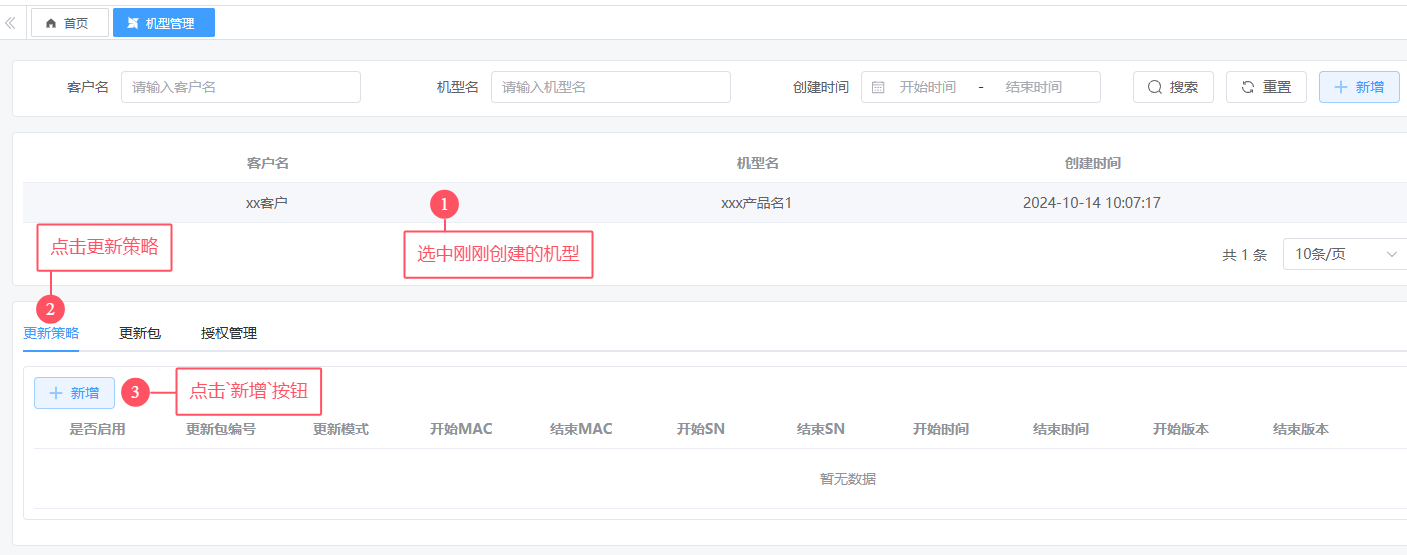 首页 机型管理
客户名 请输入客户名 机型名 请输入机型名 创建时间 开始时间 - 结束时间 搜索 重置 新增
客户名 机型名 创建时间
xx客户 xxx产品名1 2024-10-14 10:07:17
1
选中刚刚创建的机型
点击更新策略
2
共 1 条 10条/页
更新策略 更新包 授权管理
新增
3
点击`新增`按钮
是否启用 更新包编号 更新模式 开始MAC 结束MAC 开始SN 结束SN 开始时间 结束时间 开始版本 结束版本
暂无数据